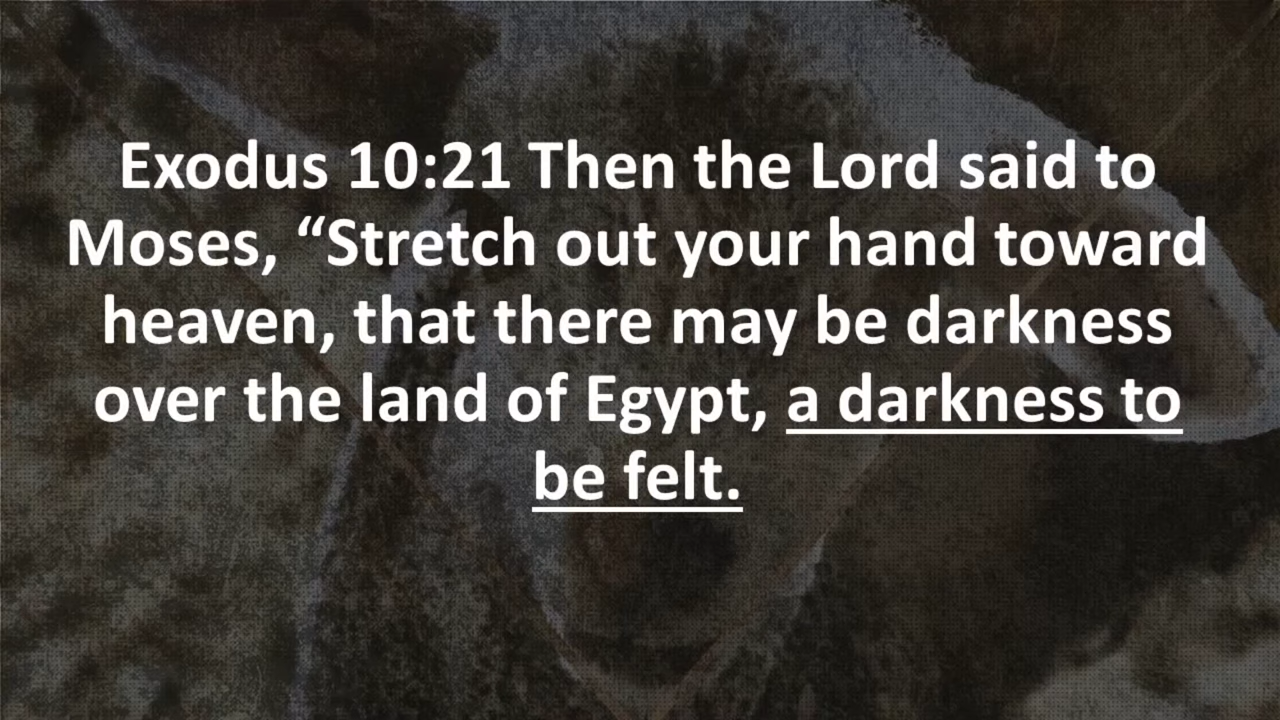 Exodus 10:21 Then the Lord said to
Moses, “Stretch out your hand toward
heaven, that there may be darkness
over the land of Egypt, a darkness to
be felt.